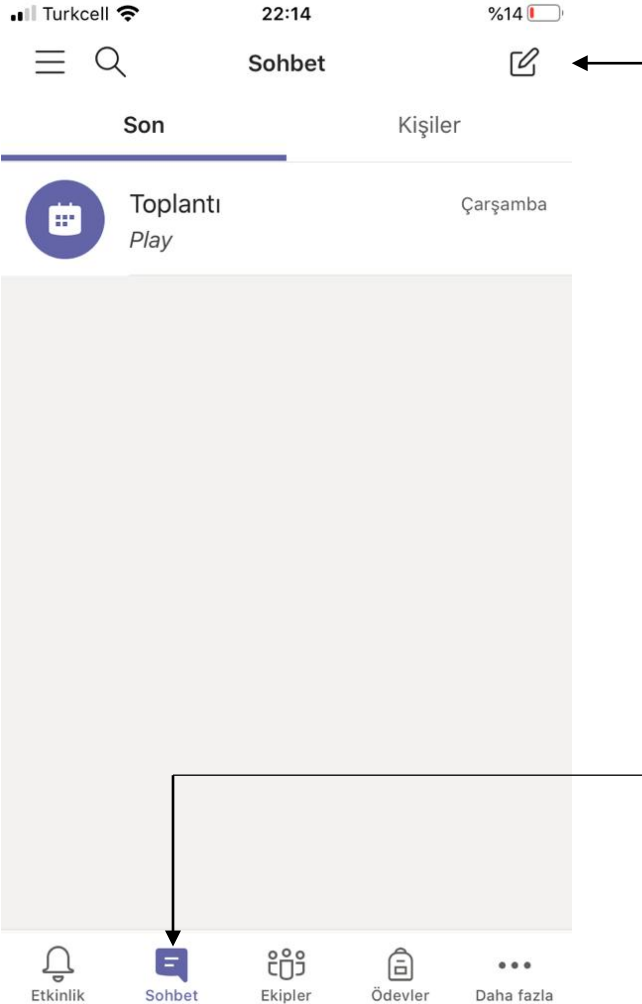 Turkcell 22:14 %14
Sohbet
Son Kişiler
Toplantı Çarşamba
Play
Etkinlik Sohbet Ekipler Ödevler Daha fazla